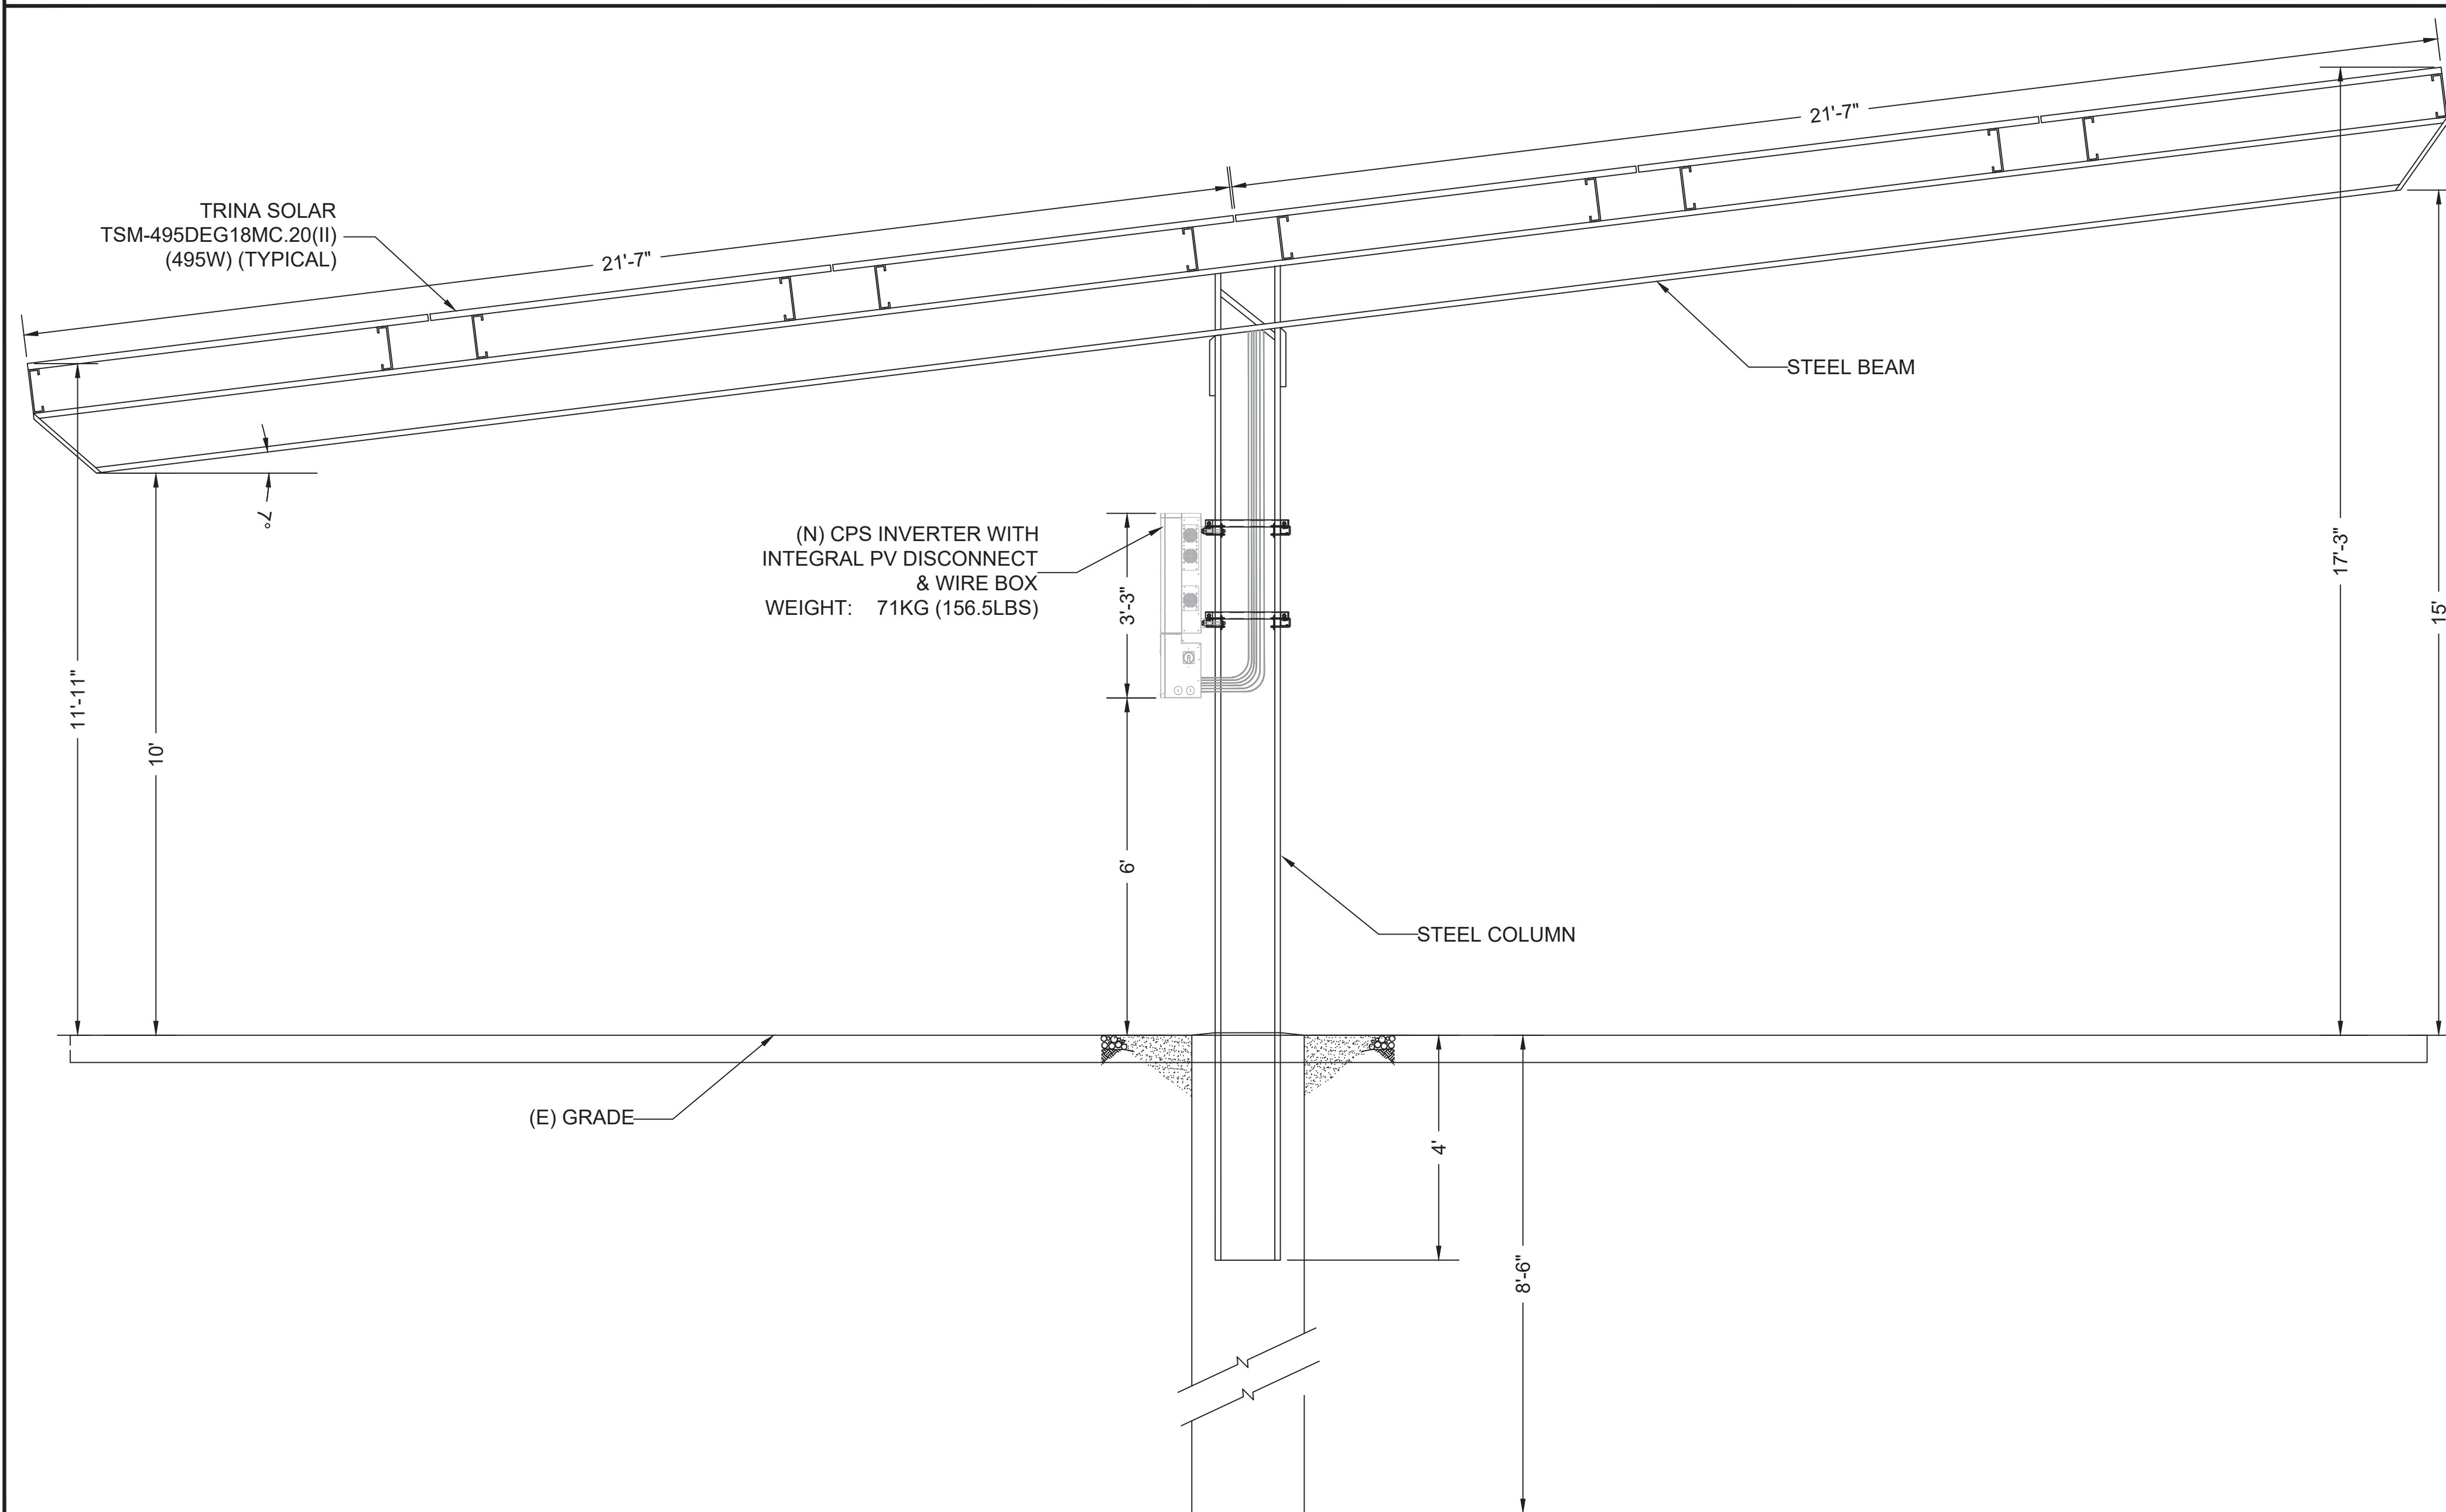 21'-7"
21'-7"
TRINA SOLAR
TSM-495DEG18MC.20(II)
(495W) (TYPICAL)
STEEL BEAM
7°
(N) CPS INVERTER WITH
INTEGRAL PV DISCONNECT
& WIRE BOX
WEIGHT: 71KG (156.5LBS)
3'-3"
17'-3"
15'
11'-11"
10'
6'
STEEL COLUMN
(E) GRADE
4'
8'-6"